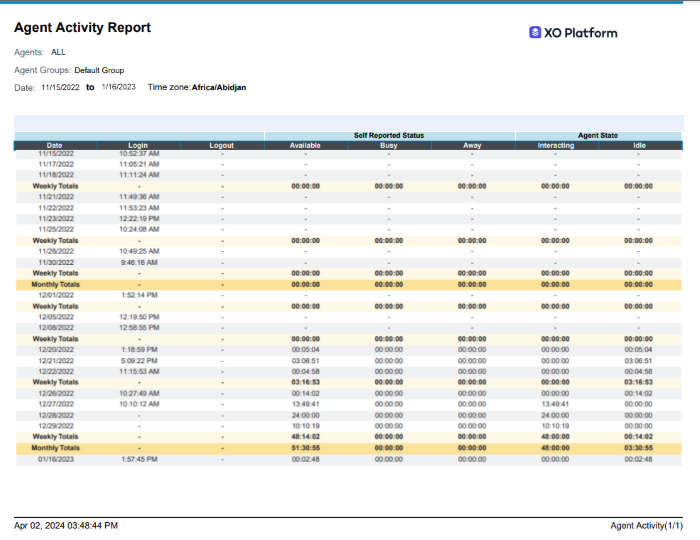 Agent Activity Report
XO Platform
Agents: ALL
Agent Groups: Default Group
Date: 11/15/2022 to 1/16/2023 Time zone:Africa/Abidjan
Self Reported Status Agent State
Date Login Logout Available Busy Away Interacting Idle
11/15/2022 10:52:37 AM - - - - - -
11/17/2022 11:05:21 AM - - - - - -
11/18/2022 11:11:24 AM - - - - - -
Weekly Totals - - 00:00:00 00:00:00 00:00:00 00:00:00 00:00:00
11/21/2022 11:49:36 AM - - - - - -
11/22/2022 11:53:23 AM - - - - - -
11/23/2022 12:22:19 PM - - - - - -
11/25/2022 10:24:08 AM - - - - - -
Weekly Totals - - 00:00:00 00:00:00 00:00:00 00:00:00 00:00:00
11/28/2022 10:49:25 AM - - - - - -
11/30/2022 9:46:16 AM - - - - - -
Weekly Totals - - 00:00:00 00:00:00 00:00:00 00:00:00 00:00:00
Monthly Totals - - 00:00:00 00:00:00 00:00:00 00:00:00 00:00:00
12/01/2022 1:52:14 PM - - - - - -
Weekly Totals - - 00:00:00 00:00:00 00:00:00 00:00:00 00:00:00
12/05/2022 12:19:50 PM - - - - - -
12/08/2022 12:58:55 PM - - - - - -
Weekly Totals - - 00:00:00 00:00:00 00:00:00 00:00:00 00:00:00
12/20/2022 1:18:59 PM - 00:05:04 00:00:00 00:00:00 00:00:00 00:05:04
12/21/2022 5:09:22 PM - 03:06:51 00:00:00 00:00:00 00:00:00 03:06:51
12/22/2022 11:15:53 AM - 00:04:58 00:00:00 00:00:00 00:00:00 00:04:58
Weekly Totals - - 03:16:53 00:00:00 00:00:00 00:00:00 03:16:53
12/26/2022 10:27:49 AM - 00:14:02 00:00:00 00:00:00 00:00:00 00:14:02
12/27/2022 10:10:12 AM - 13:49:41 00:00:00 00:00:00 13:49:41 00:00:00
12/28/2022 - - 24:00:00 00:00:00 00:00:00 24:00:00 00:00:00
12/29/2022 - - 10:10:19 00:00:00 00:00:00 10:10:19 00:00:00
Weekly Totals - - 48:14:02 00:00:00 00:00:00 48:00:00 00:14:02
Monthly Totals - - 51:30:55 00:00:00 00:00:00 48:00:00 03:30:55
01/16/2023 1:57:45 PM - 00:02:48 00:00:00 00:00:00 00:00:00 00:02:48
Apr 02, 2024 03:48:44 PM Agent Activity(1/1)